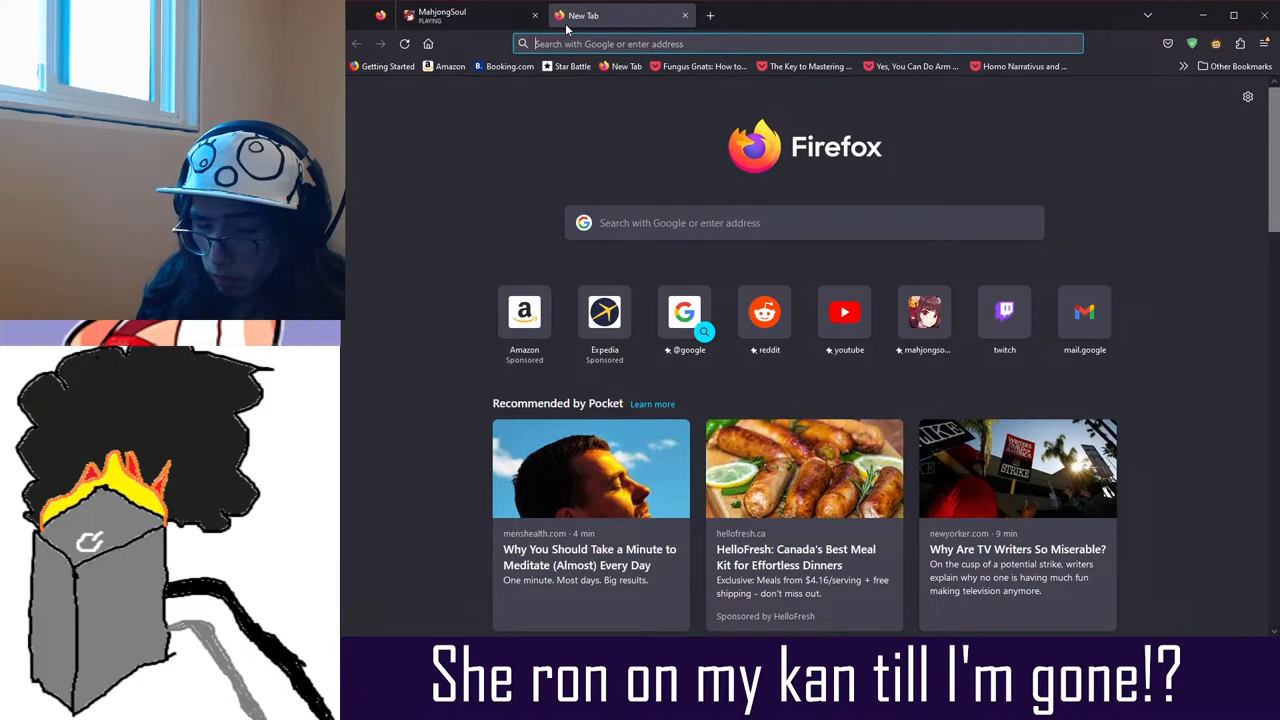 MahjongSoul
PLAYING
New Tab
Search with Google or enter address
Getting Started
Amazon
Booking.com
Star Battle
New Tab
Fungus Gnats: How to...
The Key to Mastering ...
Yes, You Can Do Arm ...
Homo Narrativus and ...
Other Bookmarks
Firefox
Search with Google or enter address
Amazon
Sponsored
Expedia
Sponsored
@google
reddit
youtube
mahjongso...
twitch
mail.google
Recommended by Pocket Learn more
menshealth.com · 4 min
Why You Should Take a Minute to
Meditate (Almost) Every Day
One minute. Most days. Big results.
hellofresh.ca
HelloFresh: Canada's Best Meal
Kit for Effortless Dinners
Exclusive: Meals from $4.16/serving + free
shipping - don't miss out.
Sponsored by HelloFresh
STRIKE
WRITERS
ON
STRIKE
newyorker.com · 9 min
Why Are TV Writers So Miserable?
On the cusp of a potential strike, writers
explain why no one is having much fun
making television anymore.
She ron on my kan till I'm gone!?